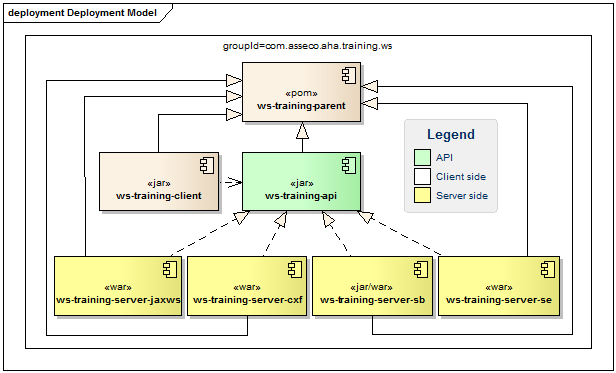 deployment Deployment Model
groupId=com.asseco.aha.training.ws
«pom»
ws-training-parent
Legend
API
Client side
Server side
«jar»
ws-training-client
«jar»
ws-training-api
«war»
ws-training-server-jaxws
«war»
ws-training-server-cxf
«jar/war»
ws-training-server-sb
«war»
ws-training-server-se